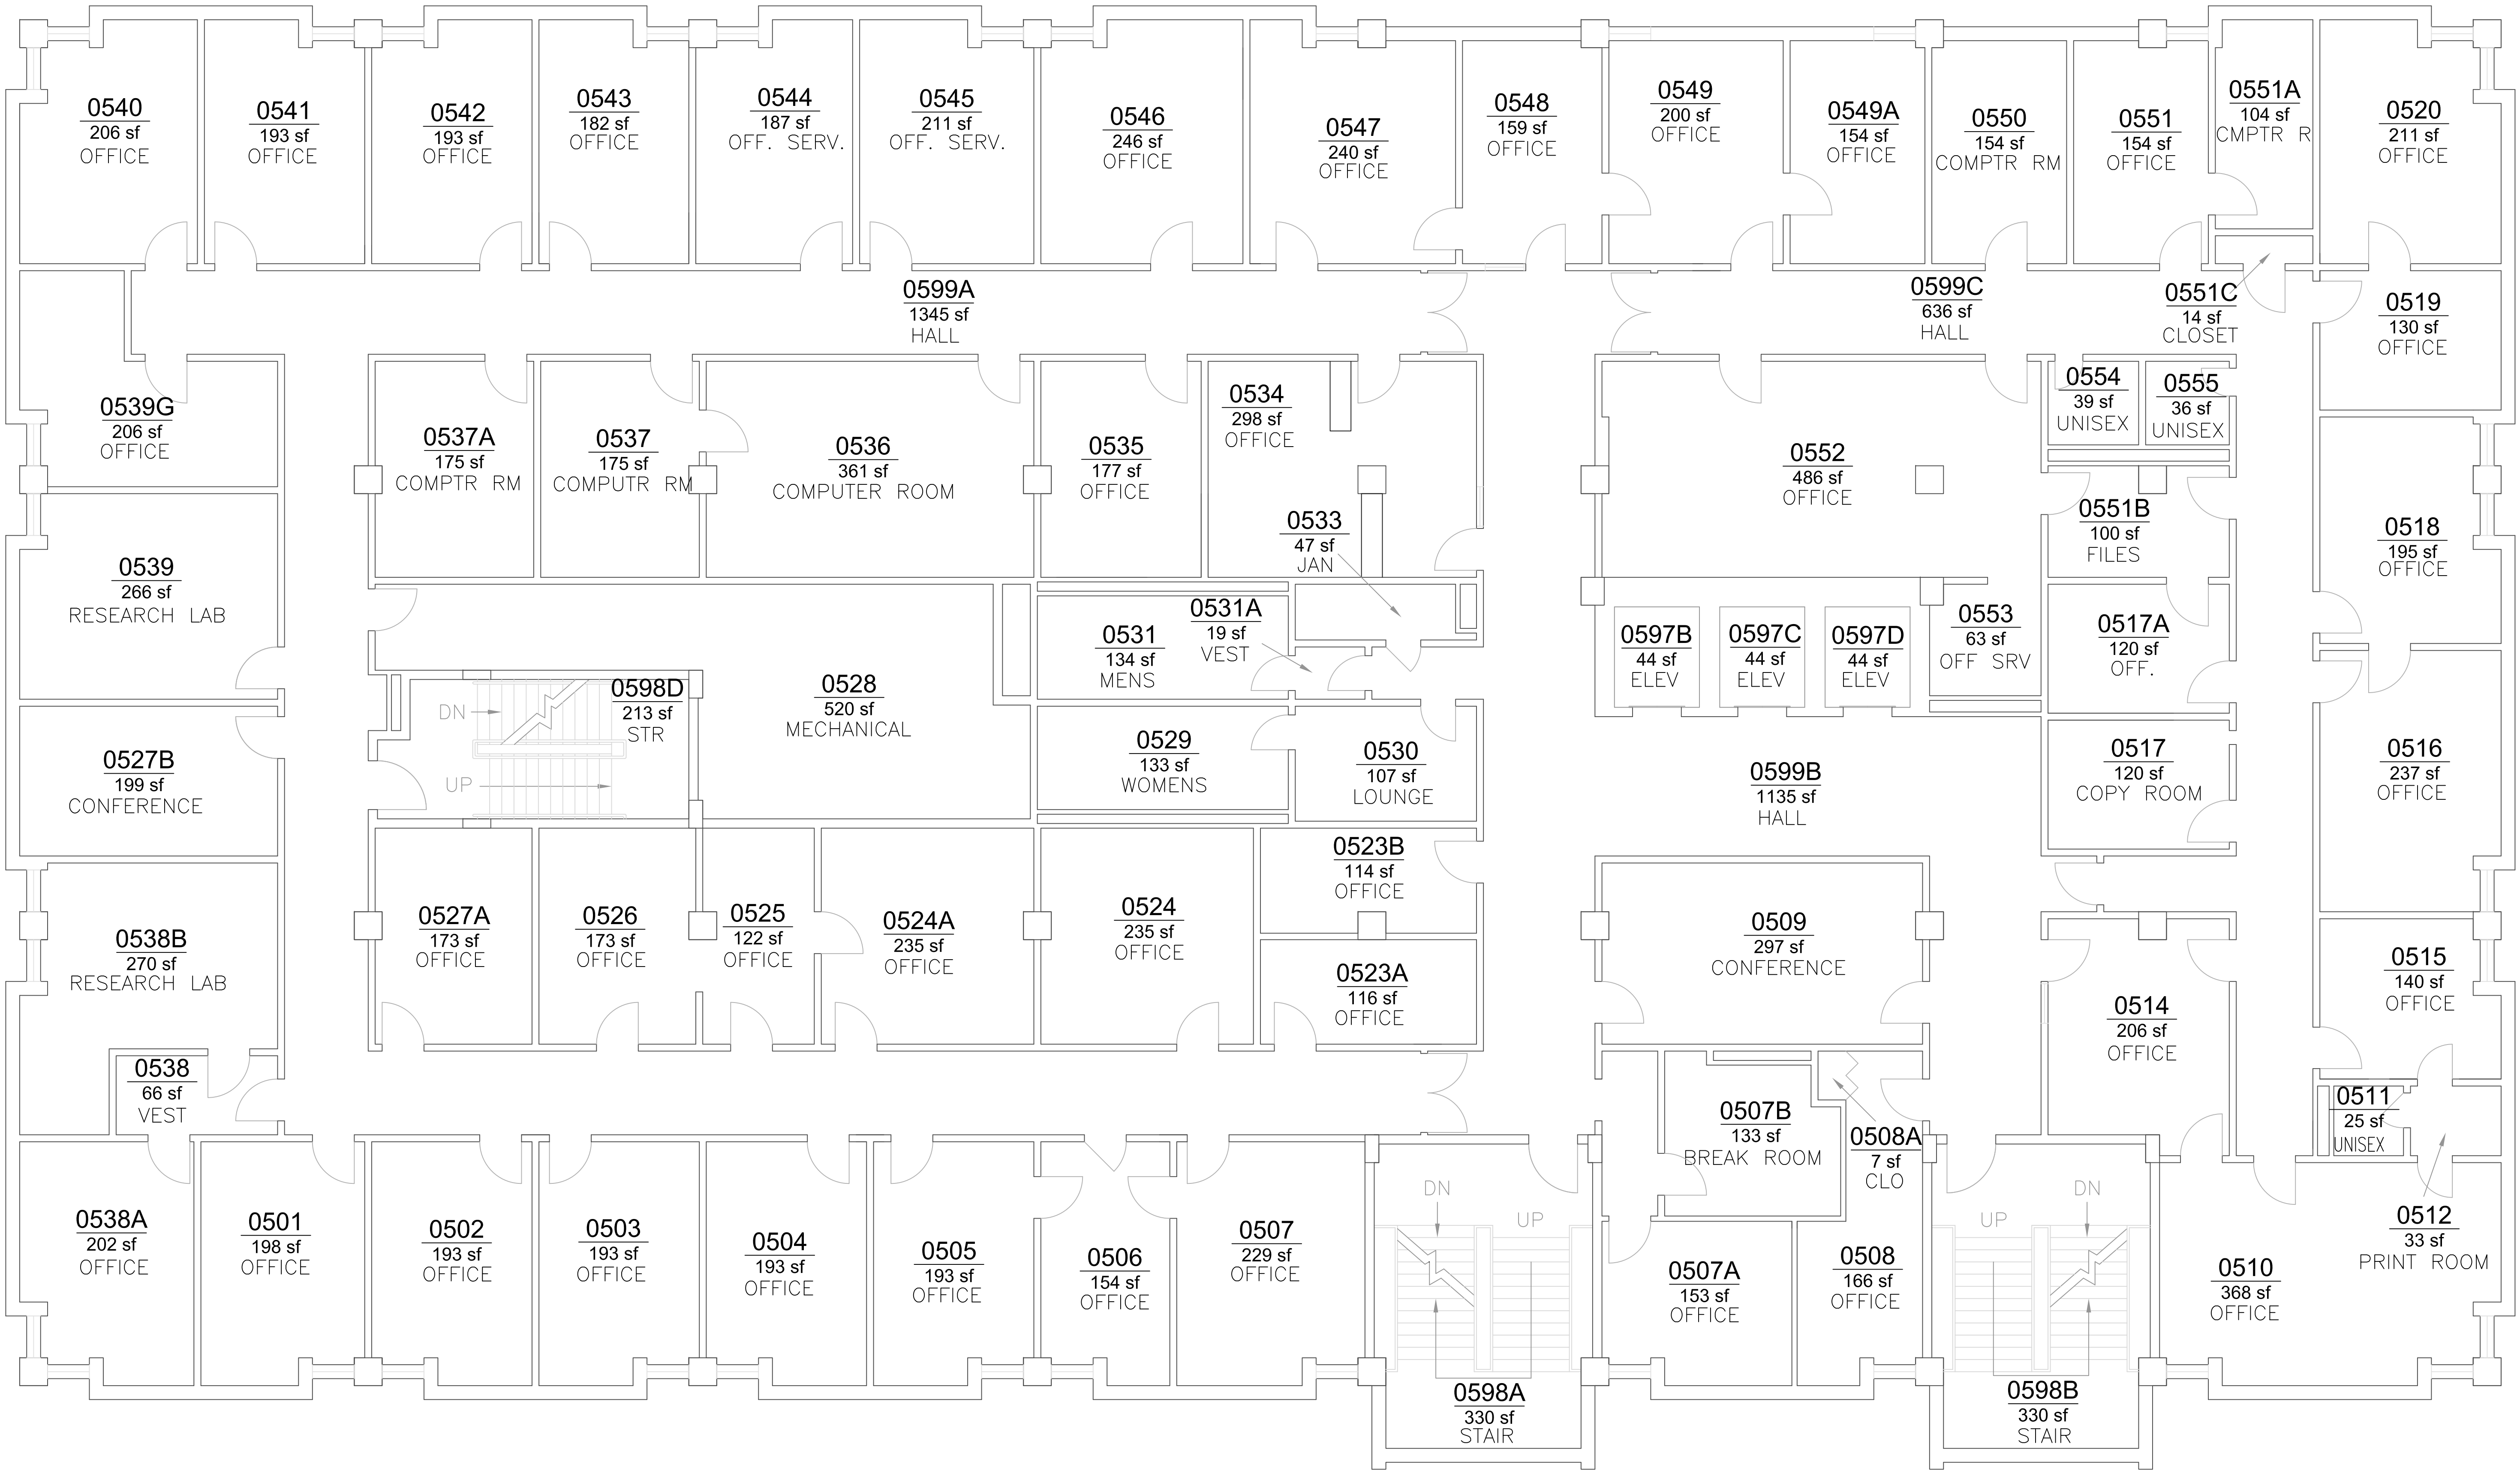 0540
206 sf
OFFICE
0541
193 sf
OFFICE
0542
193 sf
OFFICE
0543
182 sf
OFFICE
0544
187 sf
OFF. SERV.
0545
211 sf
OFF. SERV.
0546
246 sf
OFFICE
0547
240 sf
OFFICE
0548
159 sf
OFFICE
0549
200 sf
OFFICE
0549A
154 sf
OFFICE
0550
154 sf
COMPTR RM
0551
154 sf
OFFICE
0551A
104 sf
CMPTR R
0520
211 sf
OFFICE
0599A
1345 sf
HALL
0599C
636 sf
HALL
0551C
14 sf
CLOSET
0519
130 sf
OFFICE
0539G
206 sf
OFFICE
0537A
175 sf
COMPTR RM
0537
175 sf
COMPUTR RM
0536
361 sf
COMPUTER ROOM
0535
177 sf
OFFICE
0534
298 sf
OFFICE
0533
47 sf
JAN
0552
486 sf
OFFICE
0554
39 sf
UNISEX
0555
36 sf
UNISEX
0551B
100 sf
FILES
0518
195 sf
OFFICE
0539
266 sf
RESEARCH LAB
0531
134 sf
MENS
0531A
19 sf
VEST
0597B
44 sf
ELEV
0597C
44 sf
ELEV
0597D
44 sf
ELEV
0553
63 sf
OFF SRV
0517A
120 sf
OFF.
0598D
213 sf
STR
DN
UP
0528
520 sf
MECHANICAL
0527B
199 sf
CONFERENCE
0529
133 sf
WOMENS
0530
107 sf
LOUNGE
0599B
1135 sf
HALL
0517
120 sf
COPY ROOM
0516
237 sf
OFFICE
0538B
270 sf
RESEARCH LAB
0527A
173 sf
OFFICE
0526
173 sf
OFFICE
0525
122 sf
OFFICE
0524A
235 sf
OFFICE
0524
235 sf
OFFICE
0523B
114 sf
OFFICE
0523A
116 sf
OFFICE
0509
297 sf
CONFERENCE
0514
206 sf
OFFICE
0515
140 sf
OFFICE
0538
66 sf
VEST
0507B
133 sf
BREAK ROOM
0508A
7 sf
CLO
0511
25 sf
UNISEX
0538A
202 sf
OFFICE
0501
198 sf
OFFICE
0502
193 sf
OFFICE
0503
193 sf
OFFICE
0504
193 sf
OFFICE
0505
193 sf
OFFICE
0506
154 sf
OFFICE
0507
229 sf
OFFICE
DN
UP
0598A
330 sf
STAIR
0507A
153 sf
OFFICE
0508
166 sf
OFFICE
UP
DN
0598B
330 sf
STAIR
0510
368 sf
OFFICE
0512
33 sf
PRINT ROOM